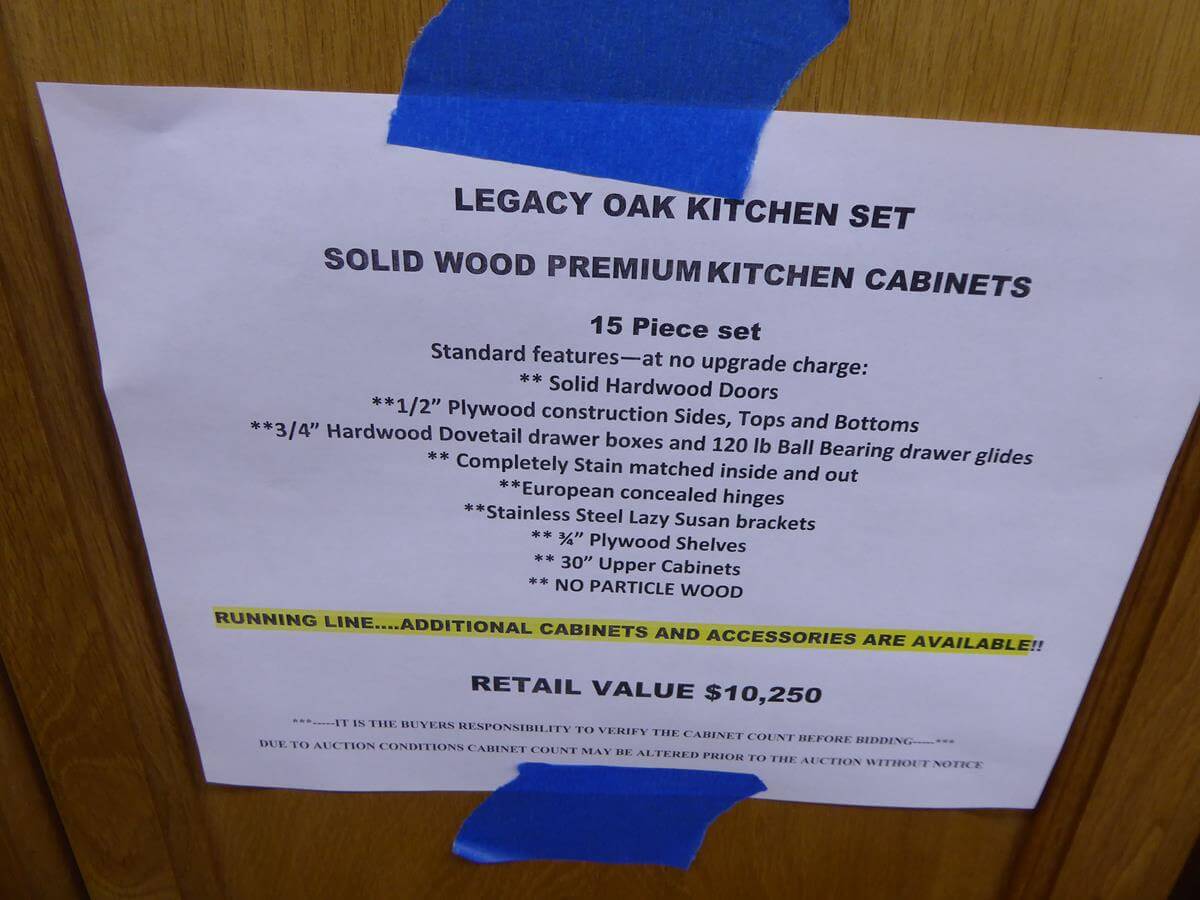 LEGACY OAK KITCHEN SET
SOLID WOOD PREMIUM KITCHEN CABINETS
15 Piece set
Standard features—at no upgrade charge:
** Solid Hardwood Doors
**1/2” Plywood construction Sides, Tops and Bottoms
**3/4” Hardwood Dovetail drawer boxes and 120 lb Ball Bearing drawer glides
** Completely Stain matched inside and out
**European concealed hinges
**Stainless Steel Lazy Susan brackets
** ¾” Plywood Shelves
** 30” Upper Cabinets
** NO PARTICLE WOOD
RUNNING LINE....ADDITIONAL CABINETS AND ACCESSORIES ARE AVAILABLE!!
RETAIL VALUE $10,250
***-----IT IS THE BUYERS RESPONSIBILITY TO VERIFY THE CABINET COUNT BEFORE BIDDING-----***
DUE TO AUCTION CONDITIONS CABINET COUNT MAY BE ALTERED PRIOR TO THE AUCTION WITHOUT NOTICE